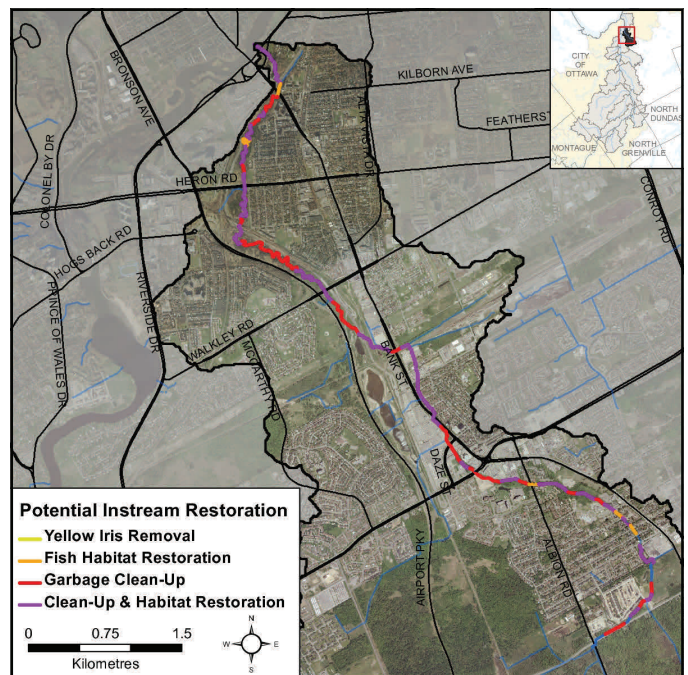 BRONSON AVE
KILBORN AVE
FEATHERST
ALTA VISTA DR
COLONEL BY DR
HERON RD
HOGS BACK RD
CONROY RD
PRINCE OF WALES DR
RIVERSIDE DR
WALKLEY RD
MCCARTHY RD
BANK ST
DAZE ST
ALBION RD
AIRPORT PKY
CITY
OF
OTTAWA
NORTH
DUNDAS
MONTAGUE
NORTH
GRENVILLE
Potential Instream Restoration
Yellow Iris Removal
Fish Habitat Restoration
Garbage Clean-Up
Clean-Up & Habitat Restoration
0 0.75 1.5
Kilometres
N
W E
S